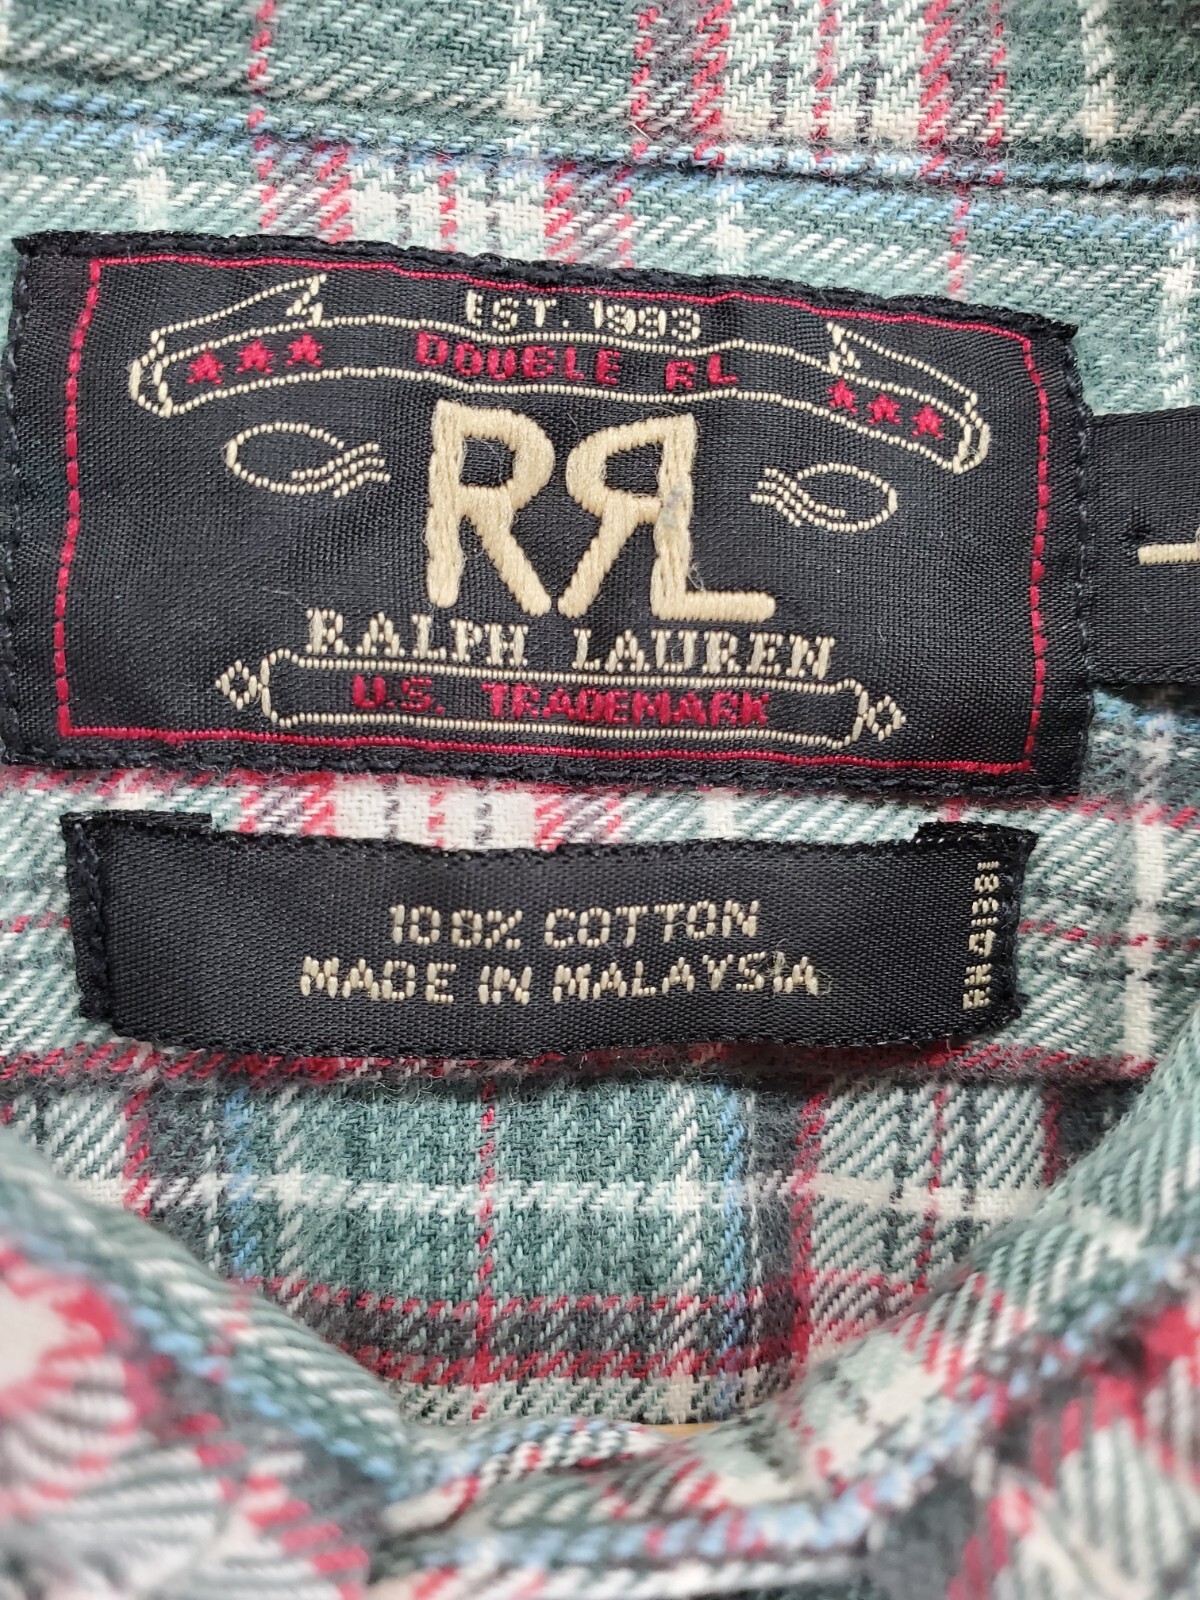 EST. 1993
DOUBLE RL
RRL
RALPH LAUREN
U.S. TRADEMARK
L
100% COTTON
MADE IN MALAYSIA
RN 41381